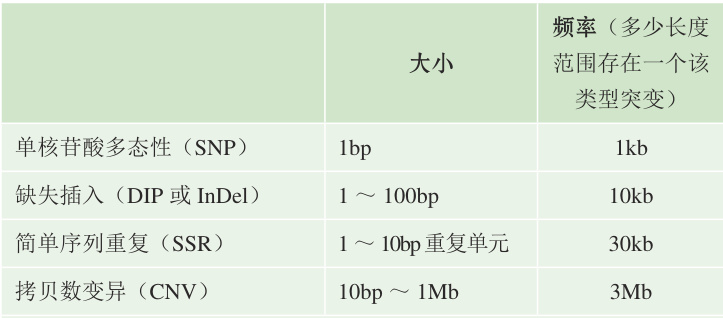 大小
频率（多少长度
范围存在一个该
类型突变）
单核苷酸多态性（SNP） 1bp 1kb
缺失插入（DIP 或 InDel） 1 ～ 100bp 10kb
简单序列重复（SSR） 1 ～ 10bp 重复单元 30kb
拷贝数变异（CNV） 10bp ～ 1Mb 3Mb